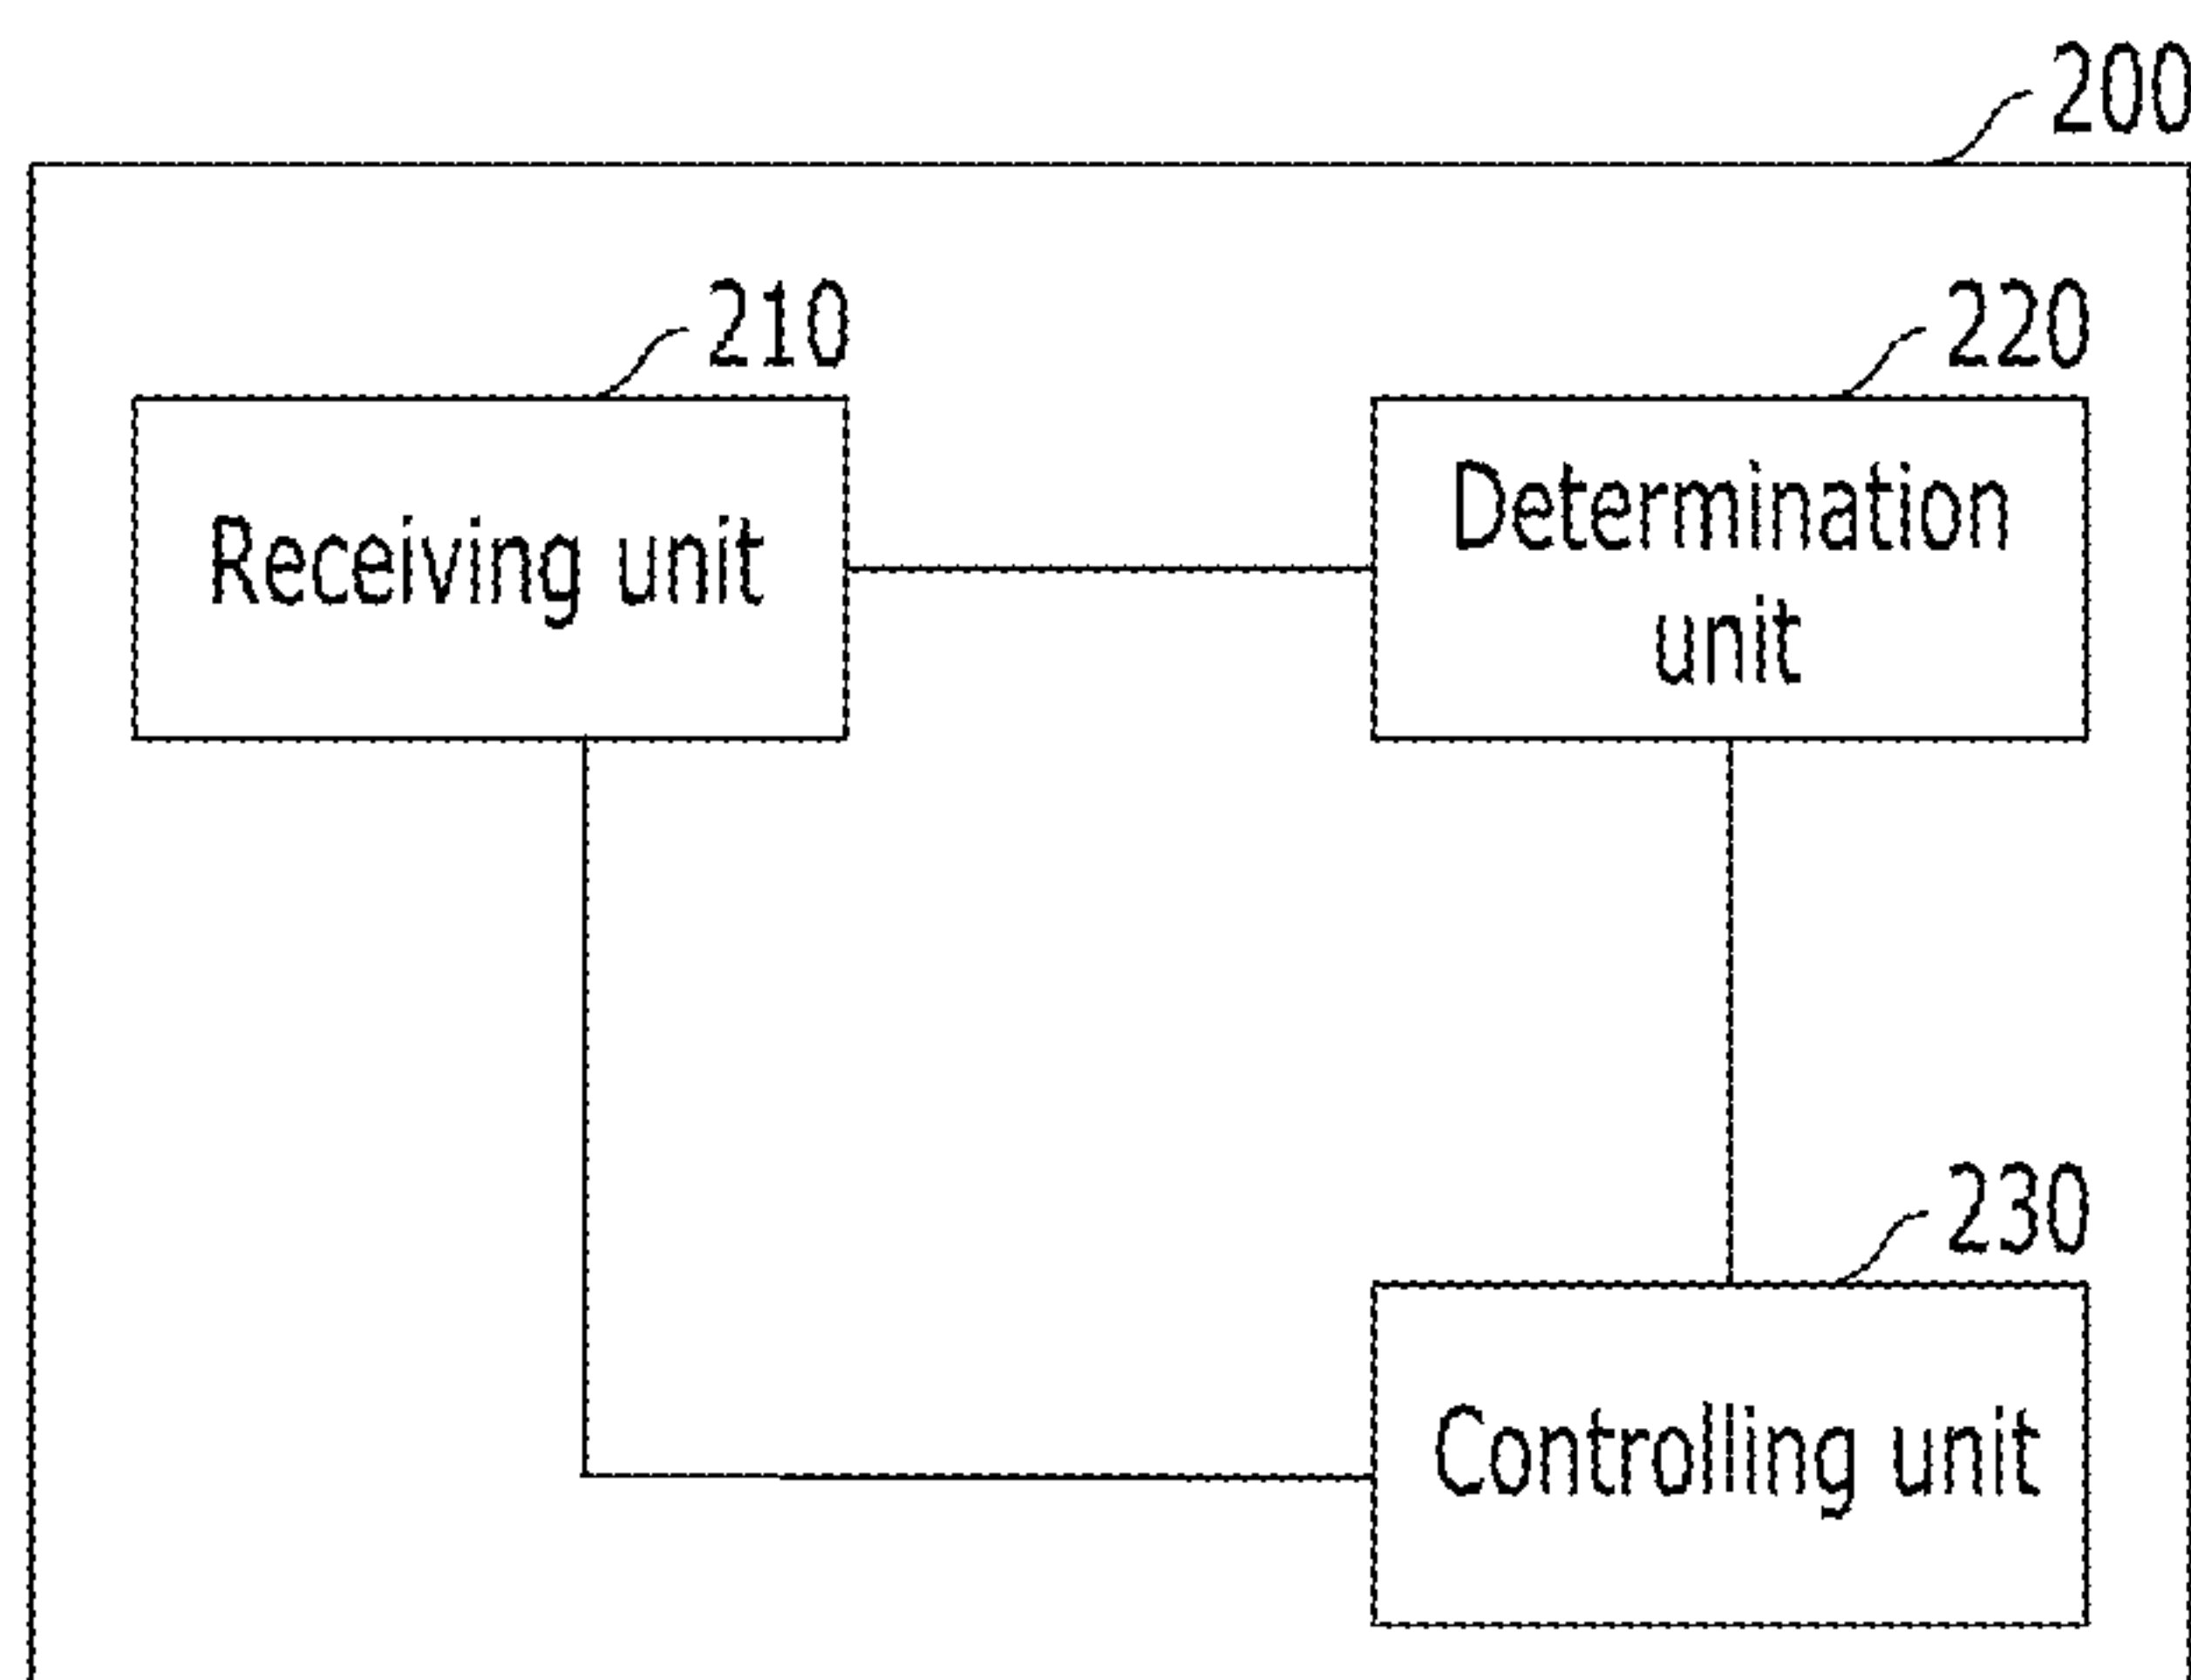 200
210
220
Receiving unit
Determination
unit
230
Controlling unit